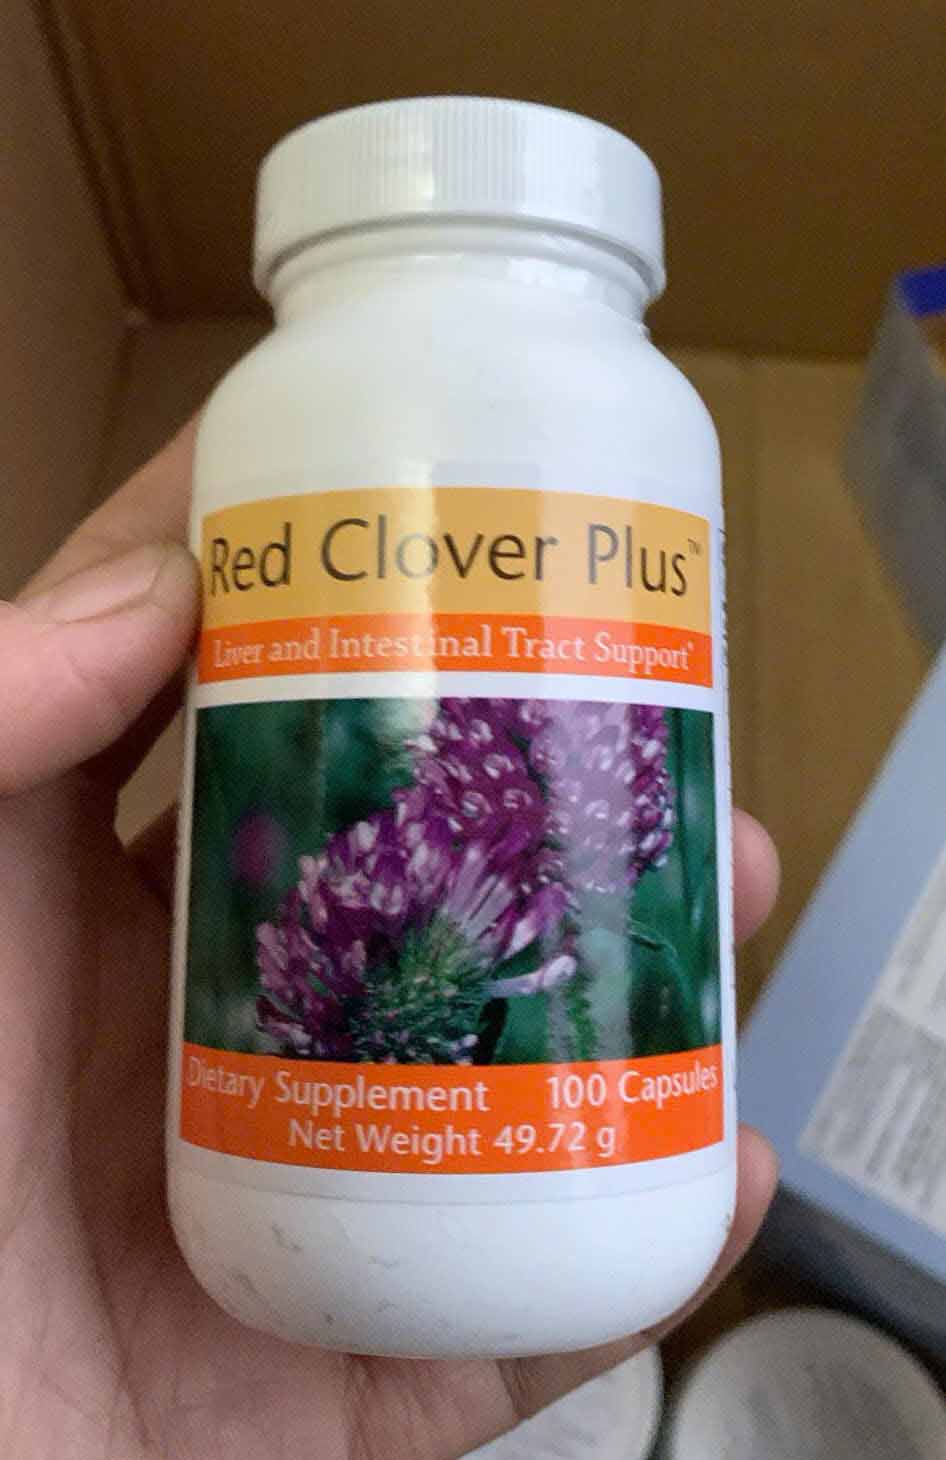 Red Clover Plus™
Liver and Intestinal Tract Support*
Dietary Supplement 100 Capsules
Net Weight 49.72 g